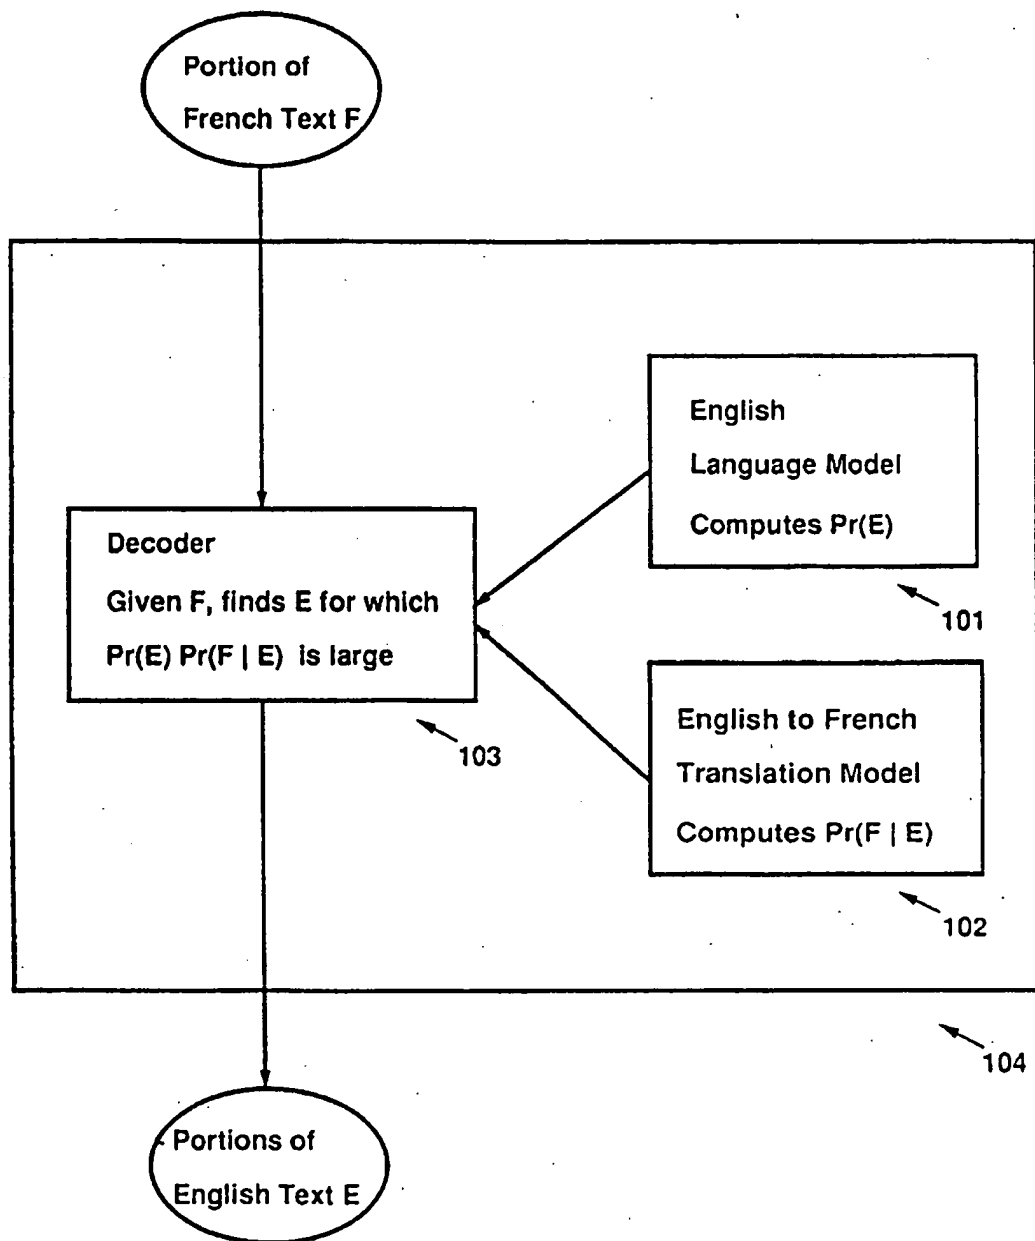 Portion of
French Text F
English
Language Model
Computes Pr(E)
101
Decoder
Given F, finds E for which
Pr(E) Pr(F | E) is large
103
English to French
Translation Model
Computes Pr(F | E)
102
104
Portions of
English Text E